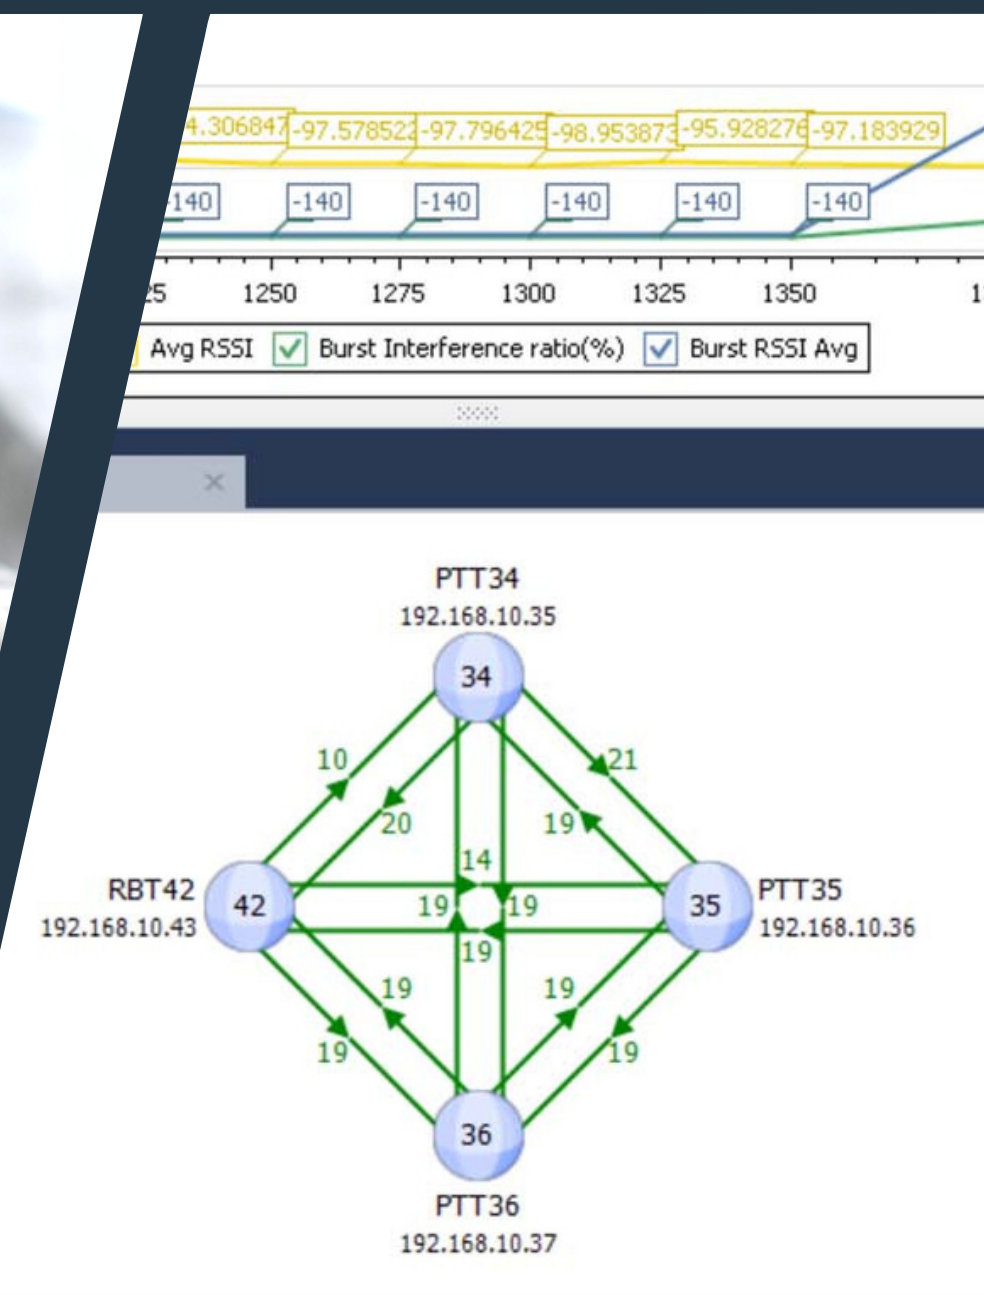 -97.578522 -97.796425 -98.953873 -95.928276 -97.183929
-140 -140 -140 -140 -140 -140
1250 1275 1300 1325 1350
Avg RSSI Burst Interference ratio(%) Burst RSSI Avg
PTT34
192.168.10.35
34
10
21
20
19
14
RBT42
192.168.10.43
42
19
19
35
PTT35
192.168.10.36
19
19
19
19
19
36
PTT36
192.168.10.37